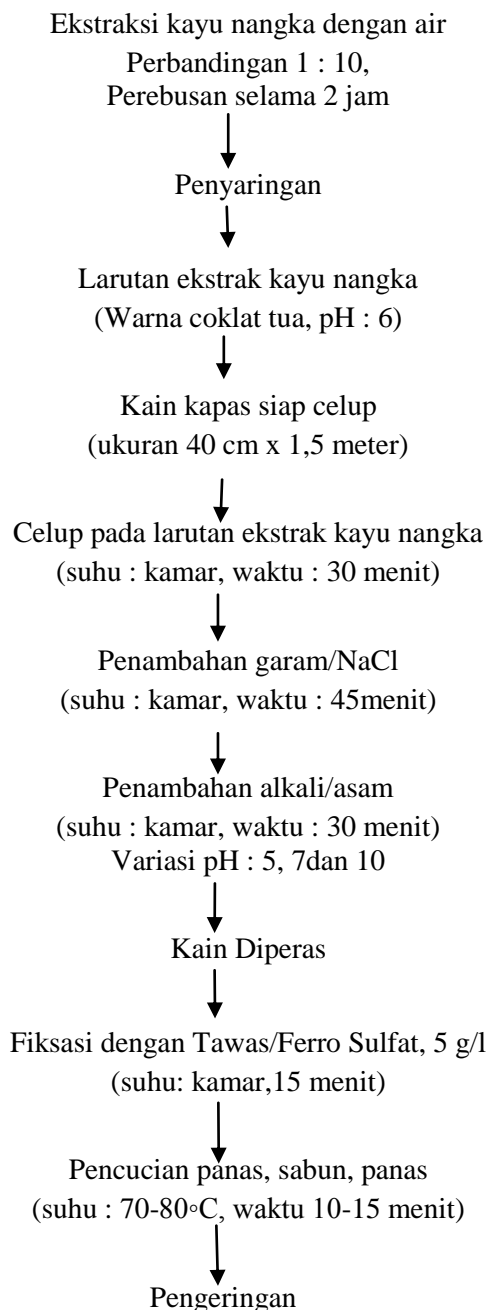 Ekstraksi kayu nangka dengan air
Perbandingan 1 : 10,
Perebusan selama 2 jam
Penyaringan
Larutan ekstrak kayu nangka
(Warna coklat tua, pH : 6)
Kain kapas siap celup
(ukuran 40 cm x 1,5 meter)
Celup pada larutan ekstrak kayu nangka
(suhu : kamar, waktu : 30 menit)
Penambahan garam/NaCl
(suhu : kamar, waktu : 45menit)
Penambahan alkali/asam
(suhu : kamar, waktu : 30 menit)
Variasi pH : 5, 7dan 10
Kain Diperas
Fiksasi dengan Tawas/Ferro Sulfat, 5 g/l
(suhu: kamar,15 menit)
Pencucian panas, sabun, panas
(suhu : 70-80◦C, waktu 10-15 menit)
Pengeringan